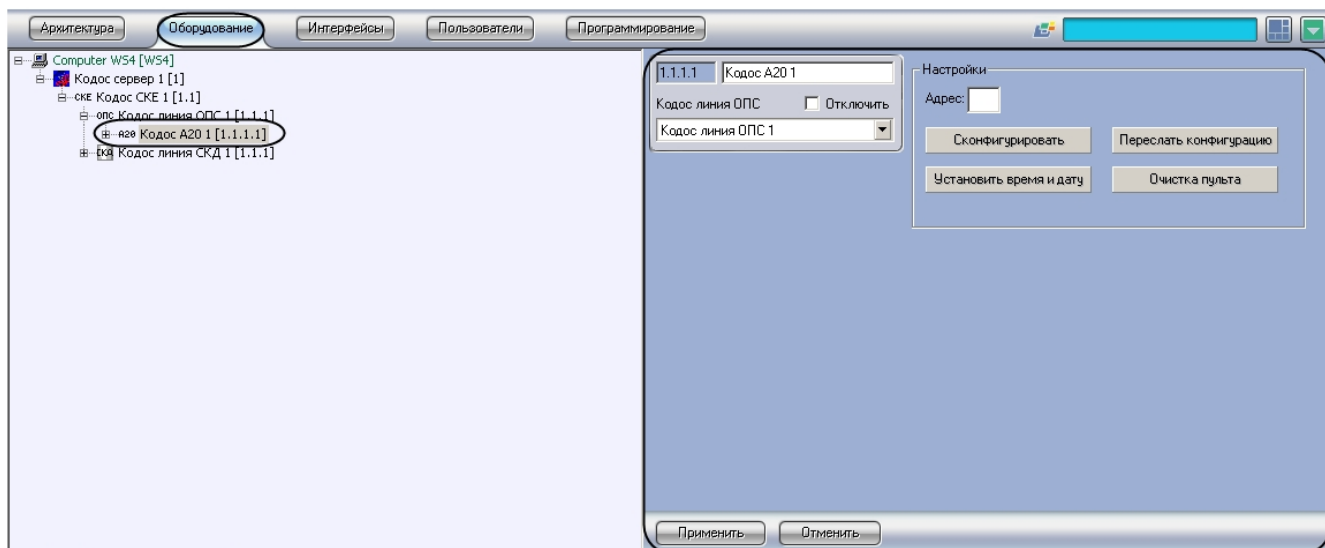 Архитектура Оборудование Интерфейсы Пользователи Программирование
Computer WS4 [WS4]
Кодос сервер 1 [1]
СКЕ Кодос СКЕ 1 [1.1]
опс Кодос линия ОПС 1 [1.1.1]
А20 Кодос А20 1 [1.1.1.1]
СКД Кодос линия СКД 1 [1.1.1]
1.1.1.1 Кодос А20 1
Кодос линия ОПС Отключить
Кодос линия ОПС 1
Настройки
Адрес:
Сконфигурировать Переслать конфигурацию
Установить время и дату Очистка пульта
Применить Отменить